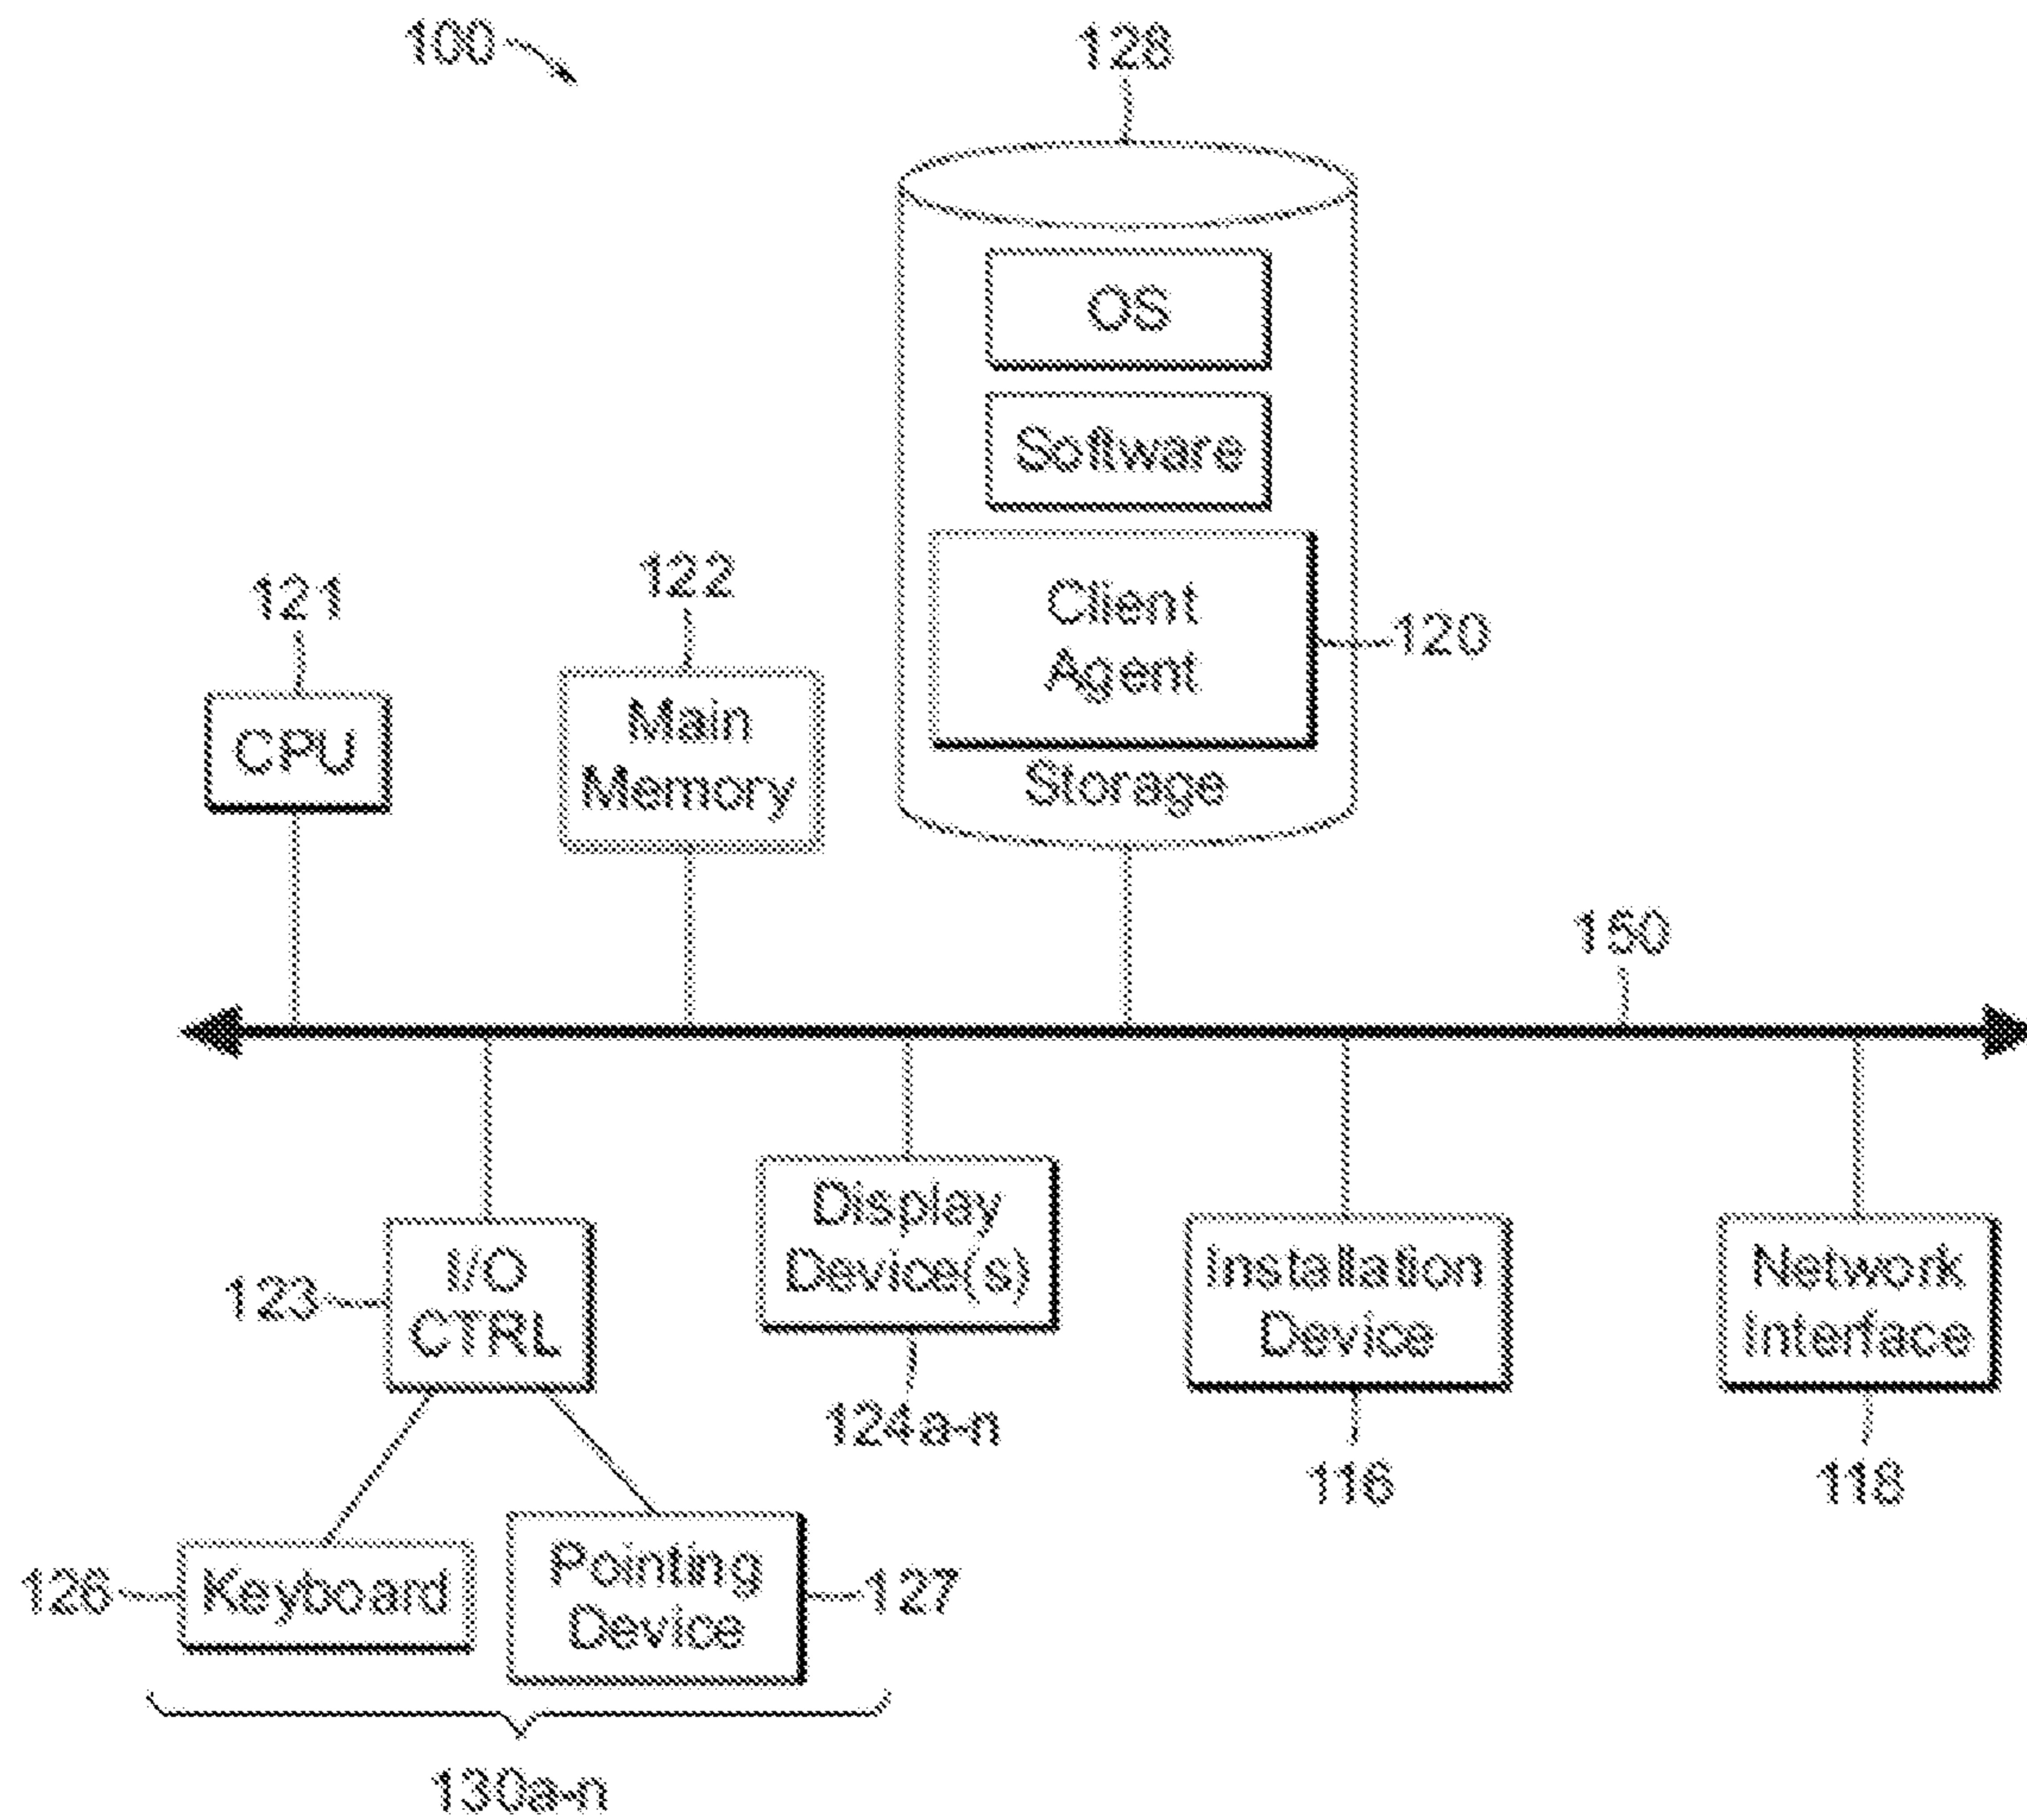 100
128
OS
Software
Client
Agent
120
Storage
121
CPU
122
Main
Memory
150
I/O
CTRL
123
Display
Device(s)
124a-n
Installation
Device
116
Network
Interface
118
126
Keyboard
Pointing
Device
127
130a-n